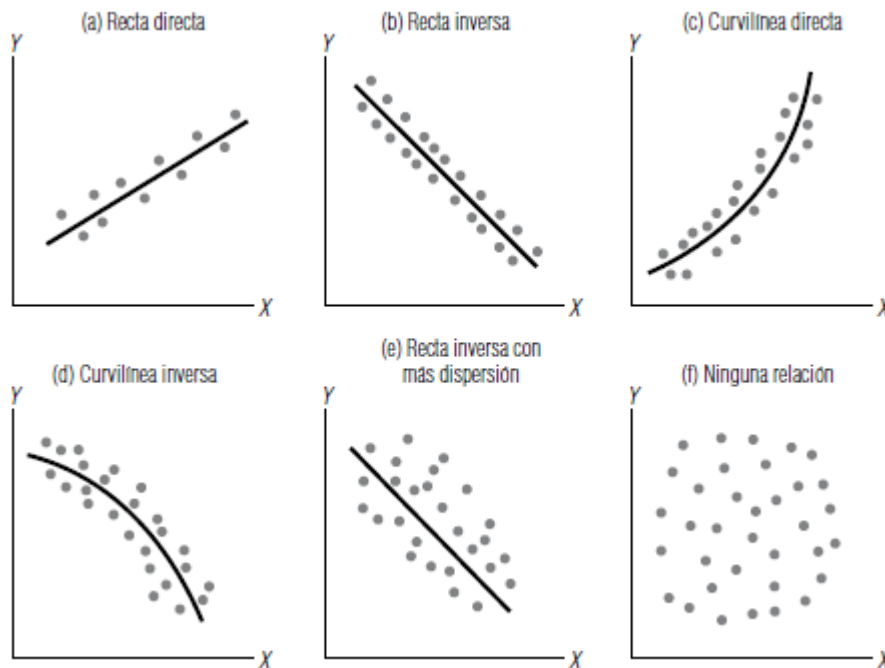 (a) Recta directa
(b) Recta inversa
(c) Curvilínea directa
Y
Y
Y
X
X
X
(d) Curvilínea inversa
(e) Recta inversa con
más dispersión
(f) Ninguna relación
Y
Y
Y
X
X
X